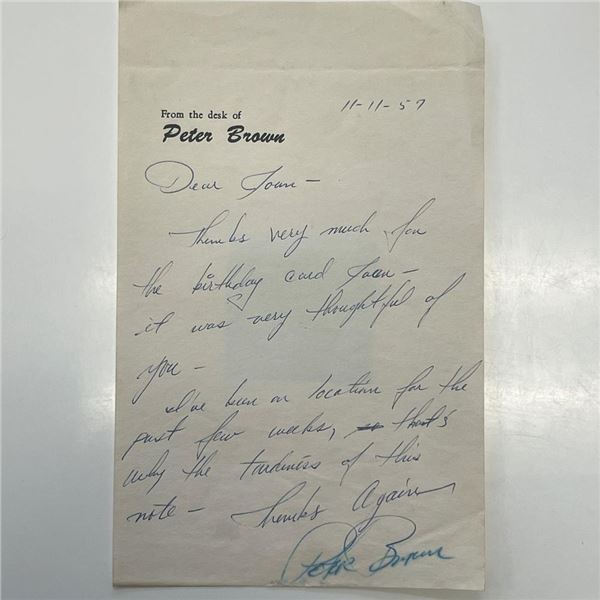 11-11-57
From the desk of
Peter Brown
Dear Joan —
Thanks very much for
the birthday card Joan —
it was very thoughtful of
you —
I've been on location for the
past few weeks, that's
why the tardiness of this
note — Thanks Again
Peter Brown